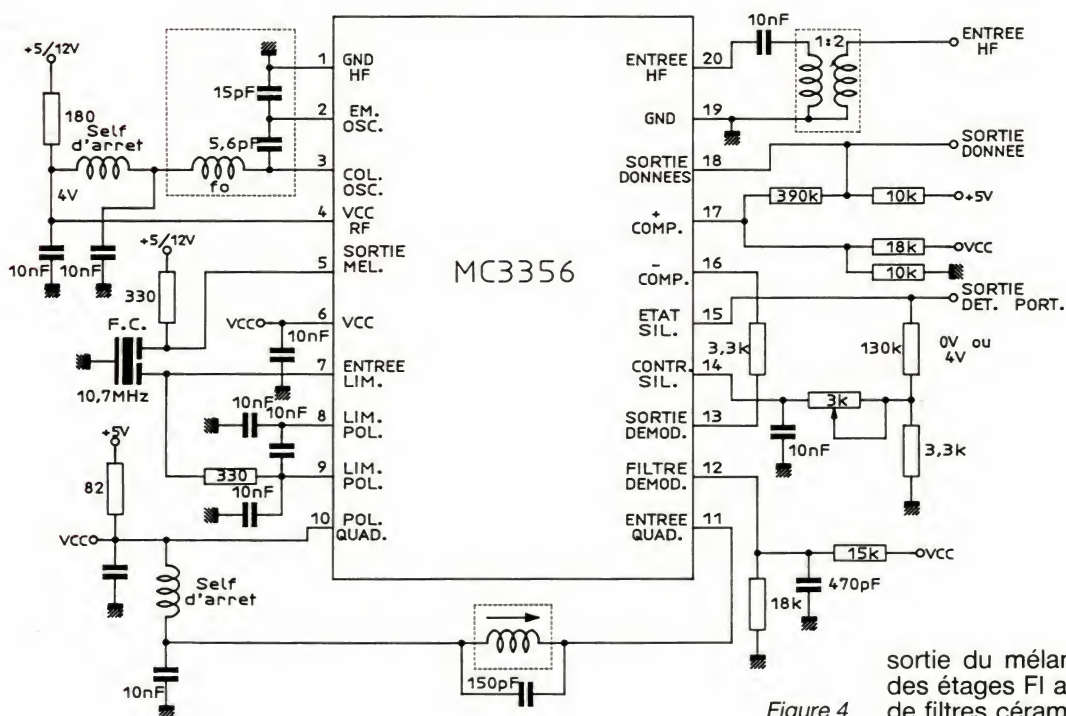 +5/12V
180
Self
d'arret
4V
10nF
10nF
15pF
5,6pF
fo
+5/12V
330
F.C.
10,7MHz
VCC
10nF
10nF
10nF
330
10nF
+5V
82
VCC
Self
d'arret
10nF
150pF
MC3356
1
GND
HF
2
EM.
OSC.
3
COL.
OSC.
4
VCC
RF
5
SORTIE
MEL.
6
VCC
7
ENTREE
LIM.
8
LIM.
POL.
9
LIM.
POL.
10
POL.
QUAD.
20
ENTREE
HF
19
GND
18
SORTIE
DONNEES
17
+
COMP.
16
-
COMP.
15
ETAT
SIL.
14
CONTR.
SIL.
13
SORTIE
DEMOD.
12
FILTRE
DEMOD.
11
ENTREE
QUAD.
10nF
1:2
ENTREE
HF
SORTIE
DONNEE
390k
10k
+5V
18k
VCC
10k
SORTIE
DET. PORT.
3,3k
130k
0V ou
4V
3k
10nF
3,3k
15k
VCC
470pF
18k
Figure 4
sortie du mélan
des étages FI a
de filtres céram